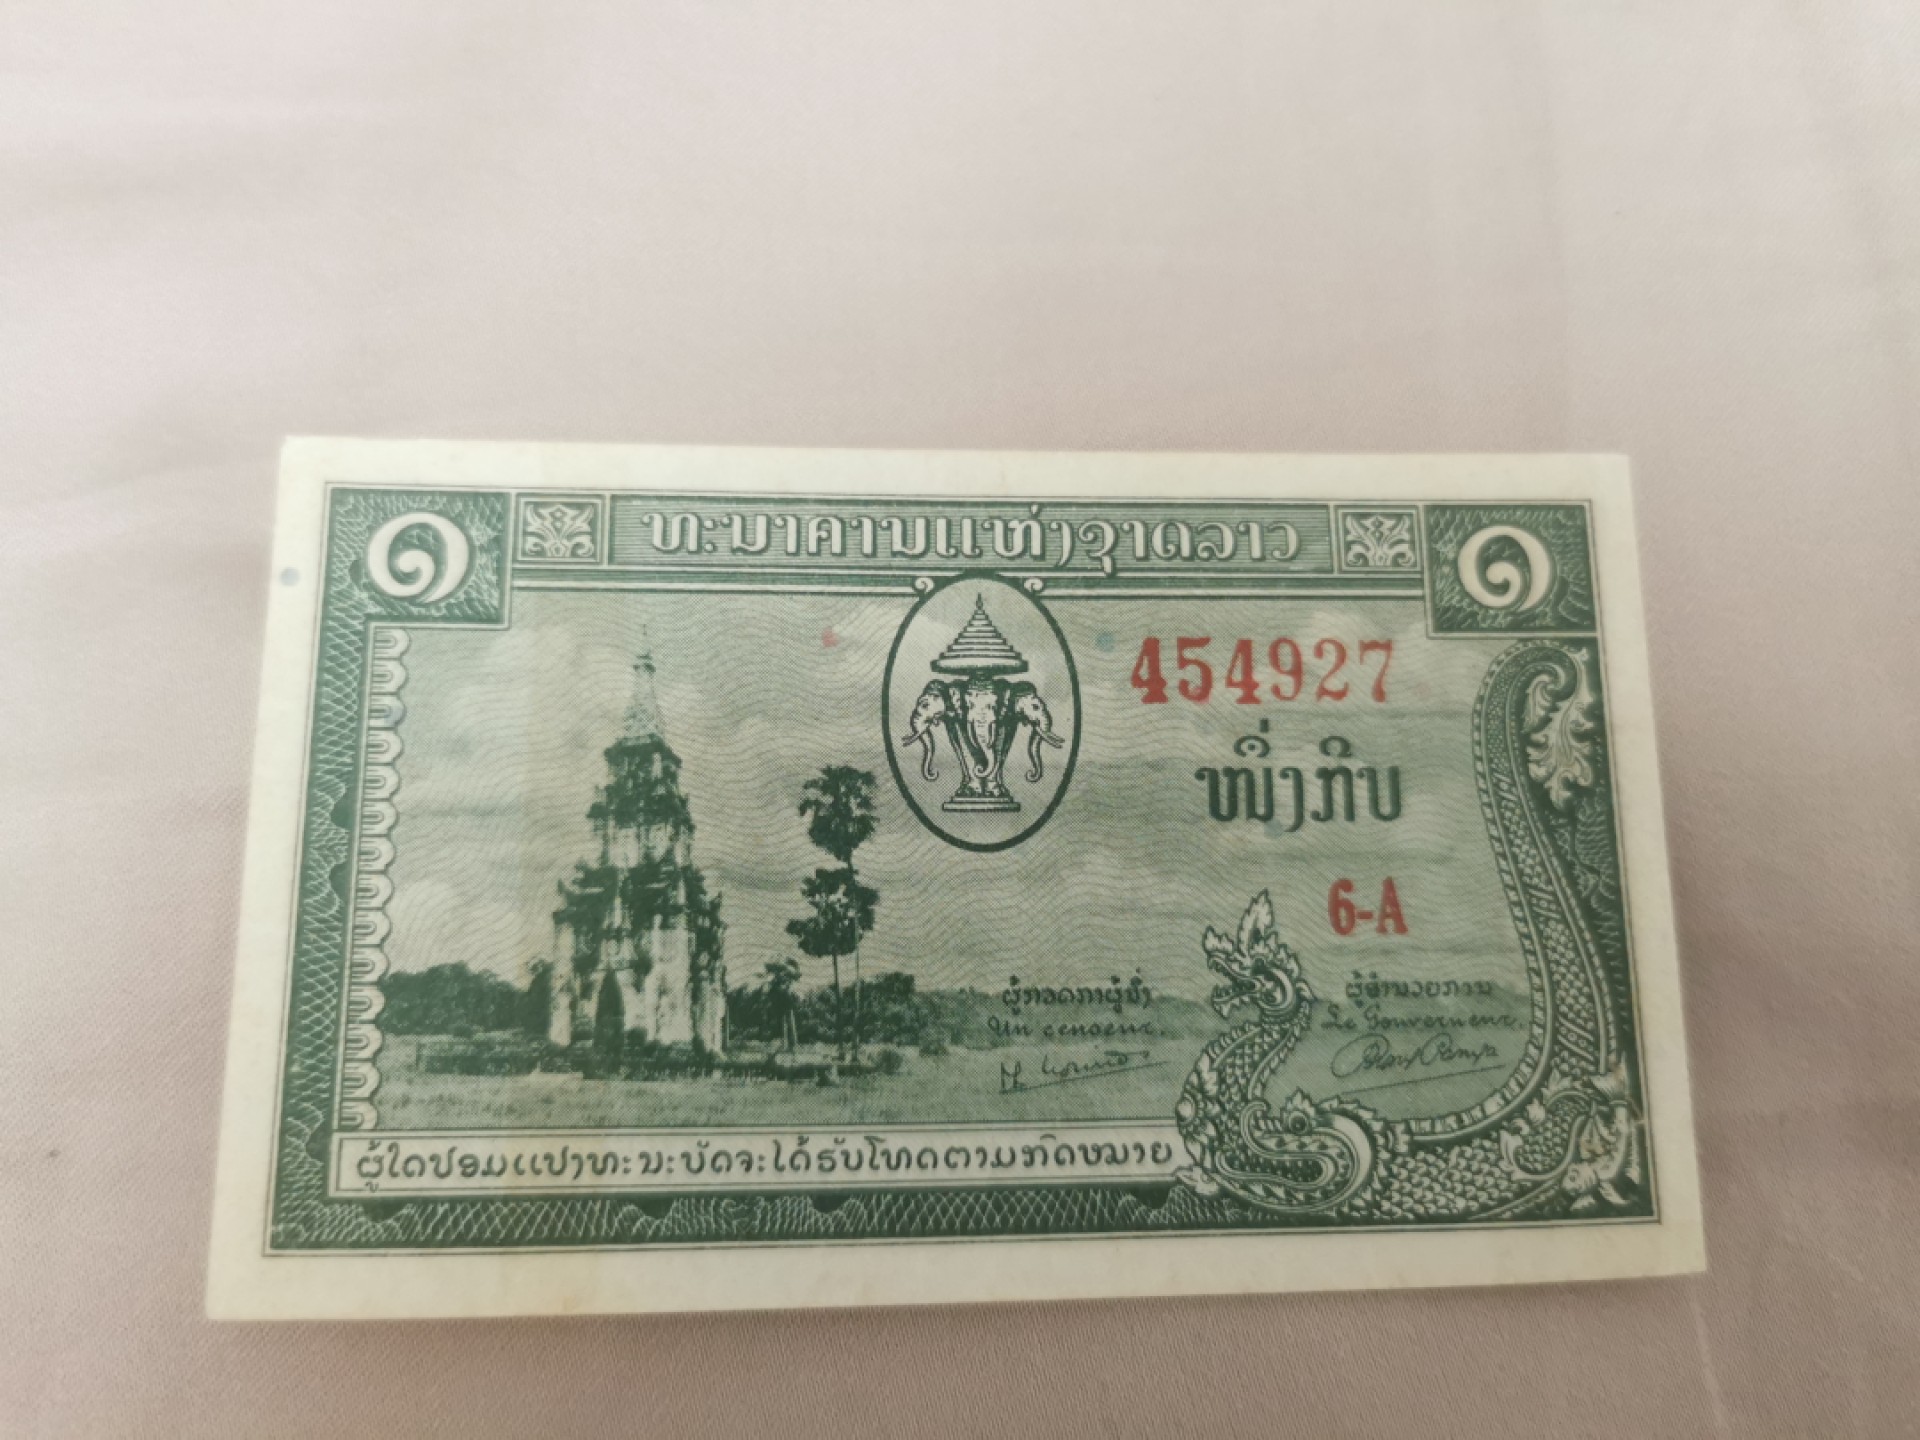 ໑ ທະນາຄານແຫ່ງຊາດລາວ ໑
454927
ໜຶ່ງກີບ
6-A
ຜູ້ກວດກາຜູ້ນຶ່ງ
Un censeur.
ຜູ້ອຳນວຍການ
Le Gouverneur.
ຜູ້ໃດປອມແປງທະນະບັດຈະໄດ້ຮັບໂທດຕາມກົດໝາຍ